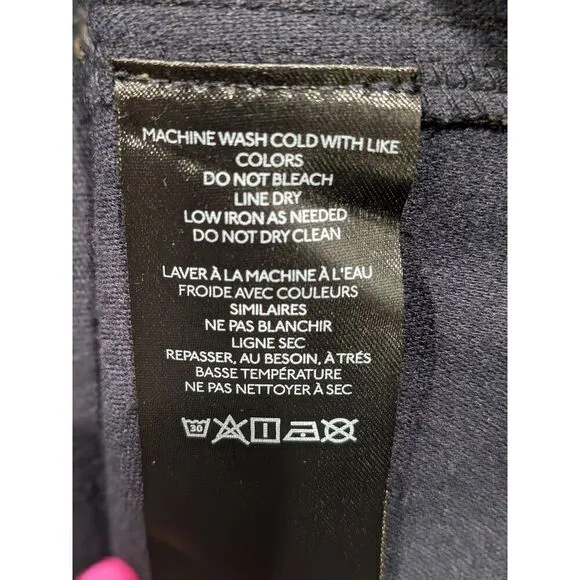 MACHINE WASH COLD WITH LIKE
COLORS
DO NOT BLEACH
LINE DRY
LOW IRON AS NEEDED
DO NOT DRY CLEAN
LAVER À LA MACHINE À L'EAU
FROIDE AVEC COULEURS
SIMILAIRES
NE PAS BLANCHIR
LIGNE SEC
REPASSER, AU BESOIN, À TRÉS
BASSE TEMPÉRATURE
NE PAS NETTOYER À SEC
30